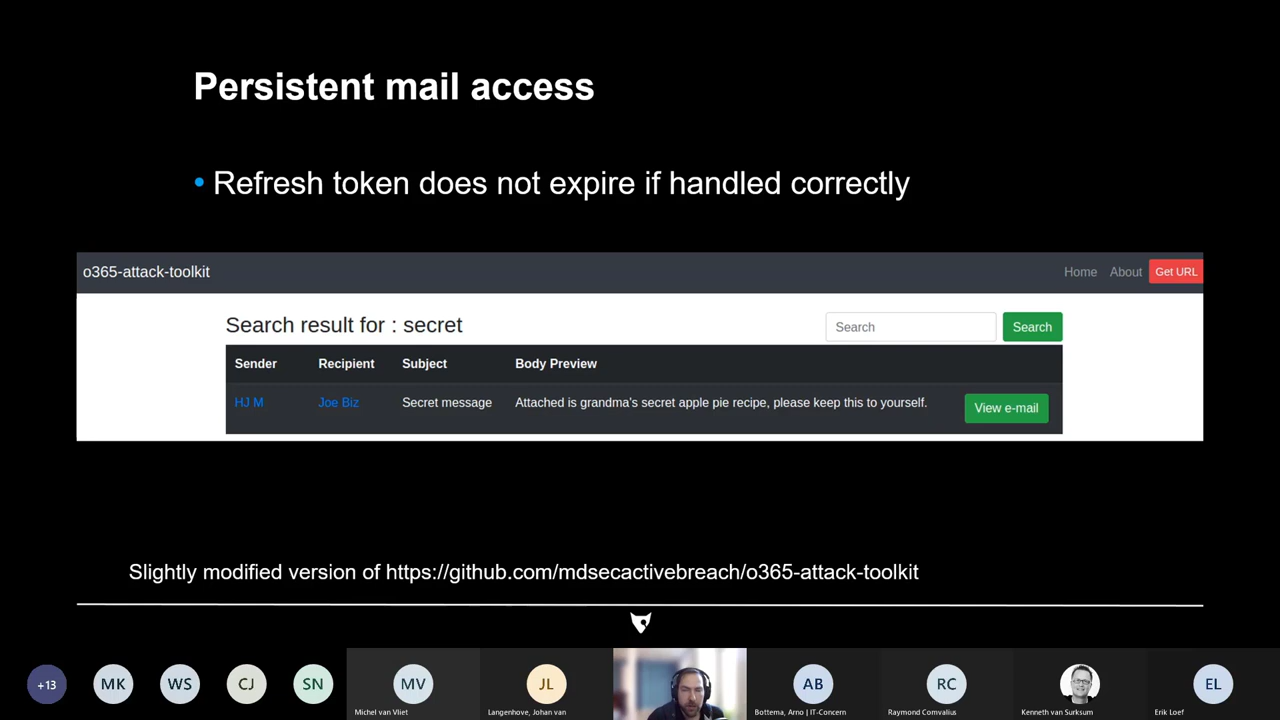 Persistent mail access
• Refresh token does not expire if handled correctly
o365-attack-toolkit Home About Get URL
Search result for : secret Search Search
Sender Recipient Subject Body Preview
HJ M Joe Biz Secret message Attached is grandma's secret apple pie recipe, please keep this to yourself. View e-mail
Slightly modified version of https://github.com/mdsecactivebreach/o365-attack-toolkit
+13 MK WS CJ SN MV JL AB RC EL
Michel van Vliet Langenhove, Johan van Bottema, Arno | IT-Concern Raymond Comvalius Kenneth van Surksum Erik Loef